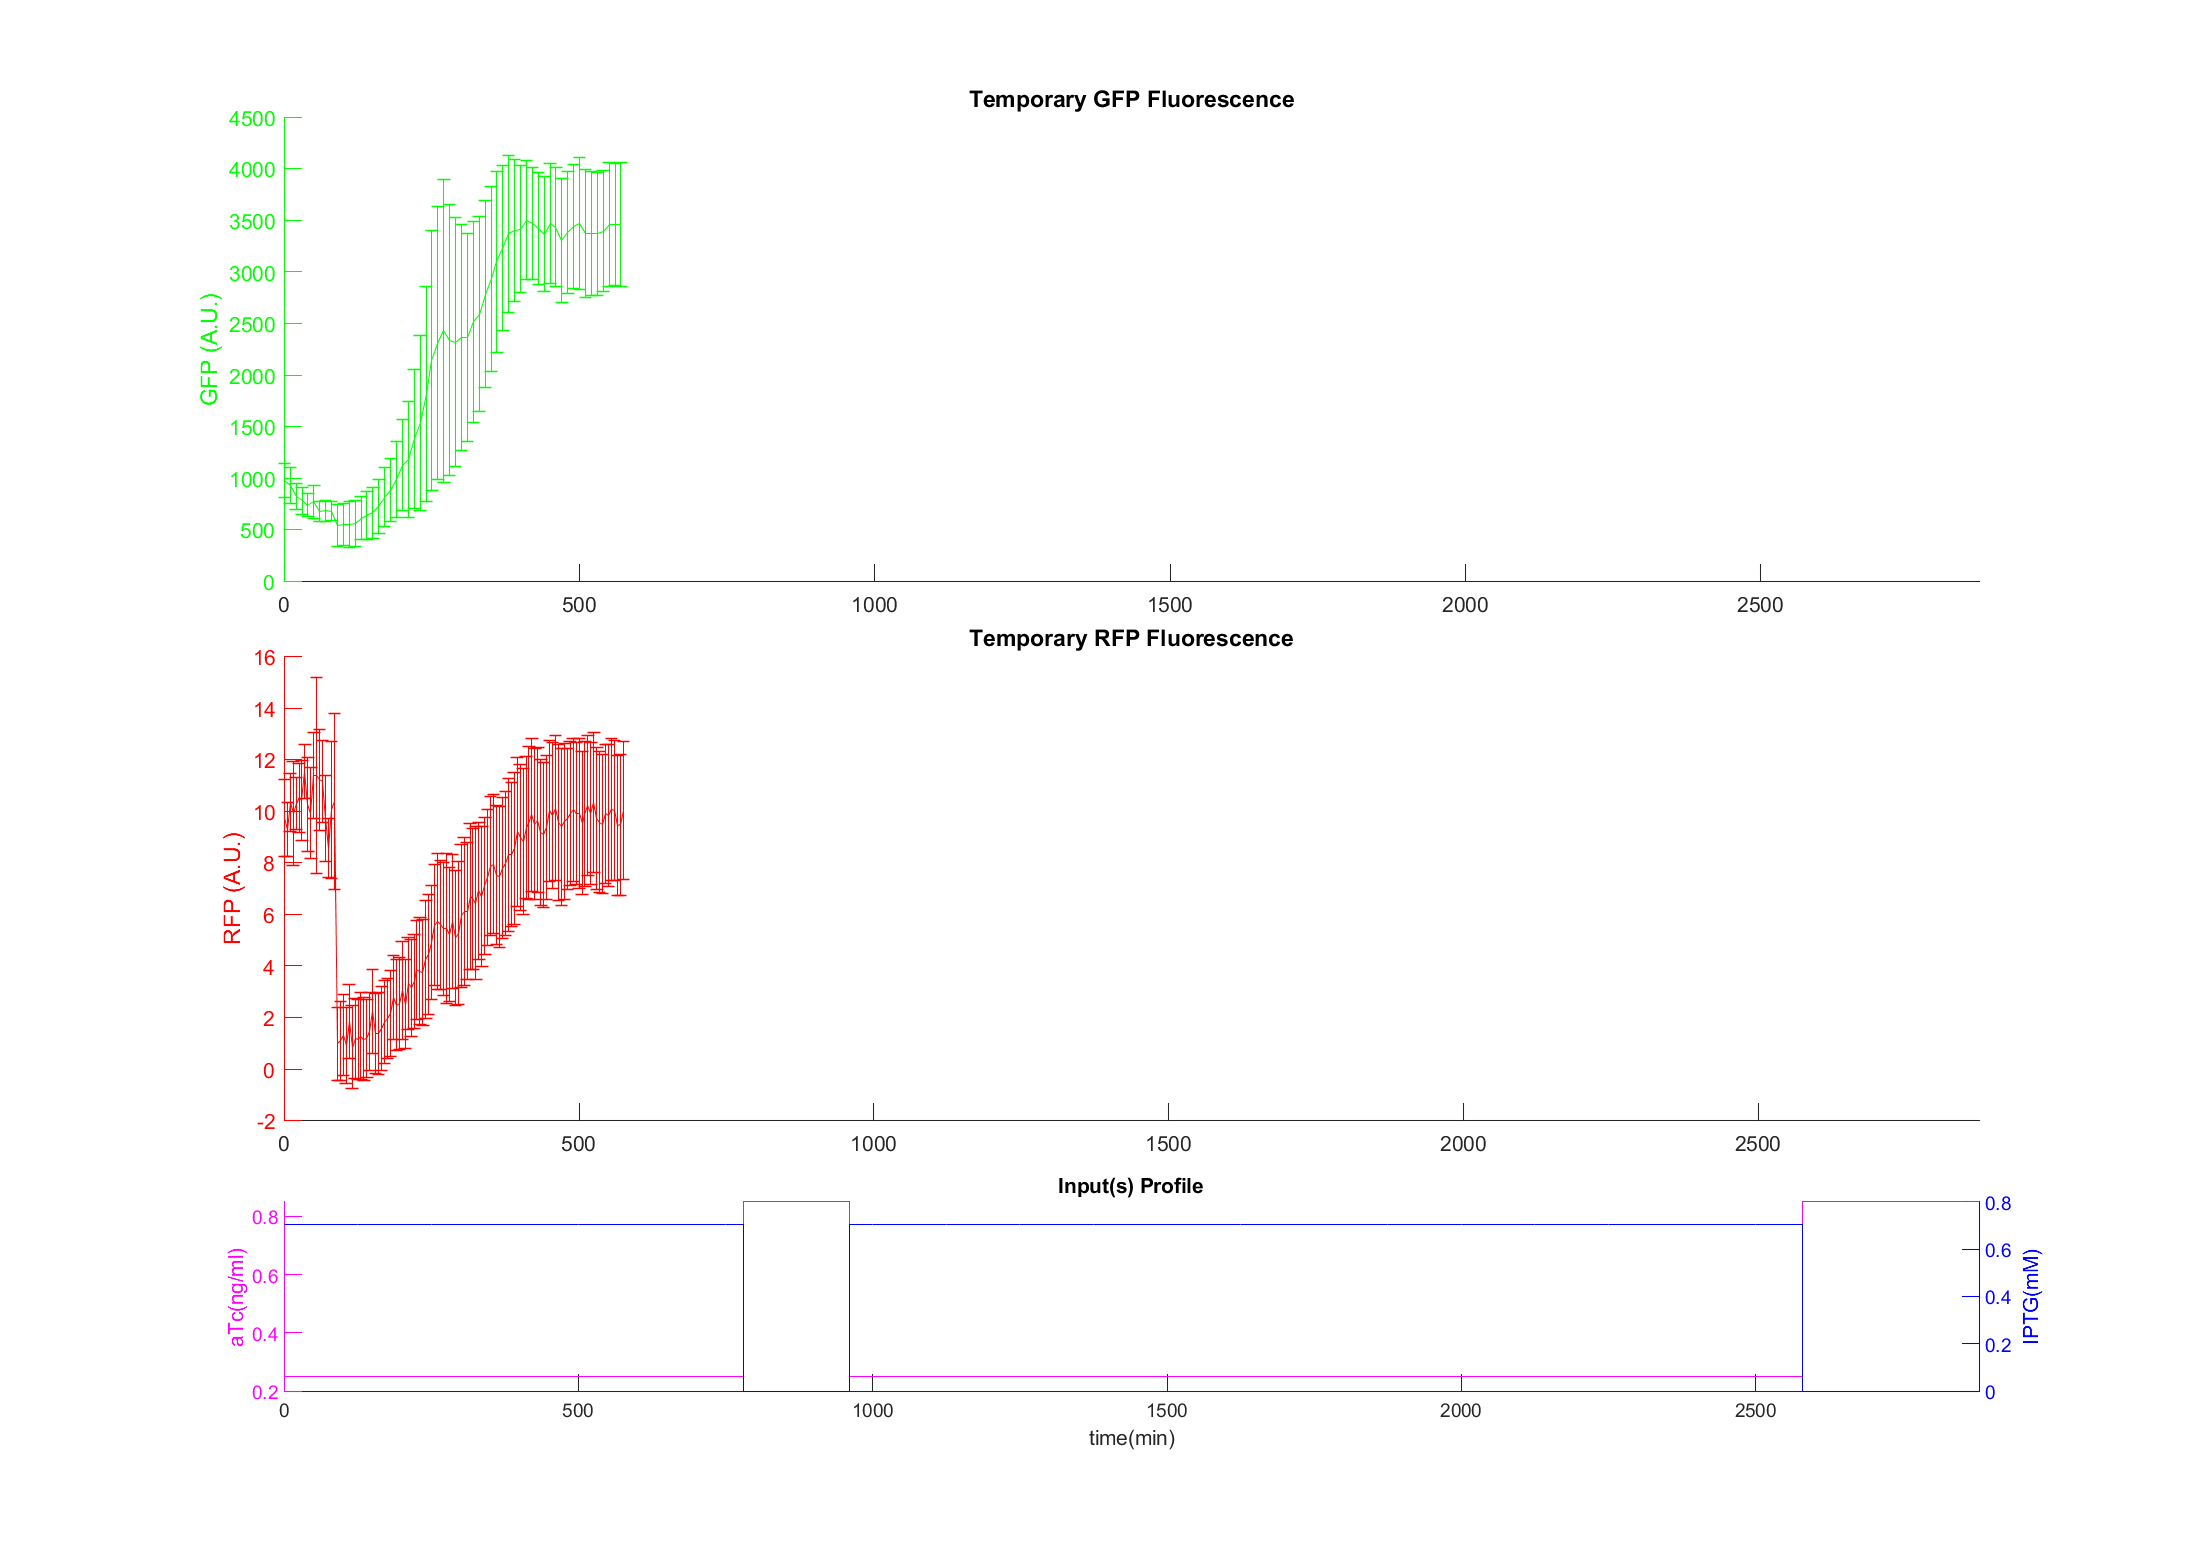 Temporary GFP Fluorescence
4500
4000
3500
3000
2500
2000
1500
1000
500
0
GFP (A.U.)
0 500 1000 1500 2000 2500
Temporary RFP Fluorescence
16
14
12
10
8
6
4
2
0
-2
RFP (A.U.)
0 500 1000 1500 2000 2500
Input(s) Profile
0.8
0.6
0.4
0.2
aTc(ng/ml)
0.8
0.6
0.4
0.2
0
IPTG(mM)
0 500 1000 1500 2000 2500
time(min)